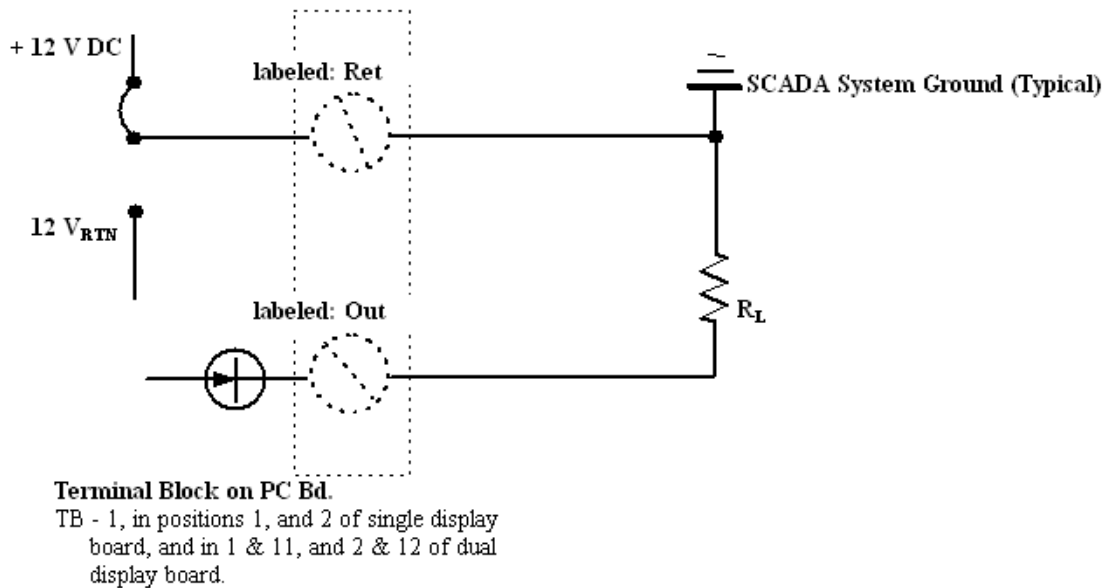 + 12 V DC
labeled: Ret
SCADA System Ground (Typical)
12 VRTN
labeled: Out
RL
Terminal Block on PC Bd.
TB - 1, in positions 1, and 2 of single display
board, and in 1 & 11, and 2 & 12 of dual
display board.